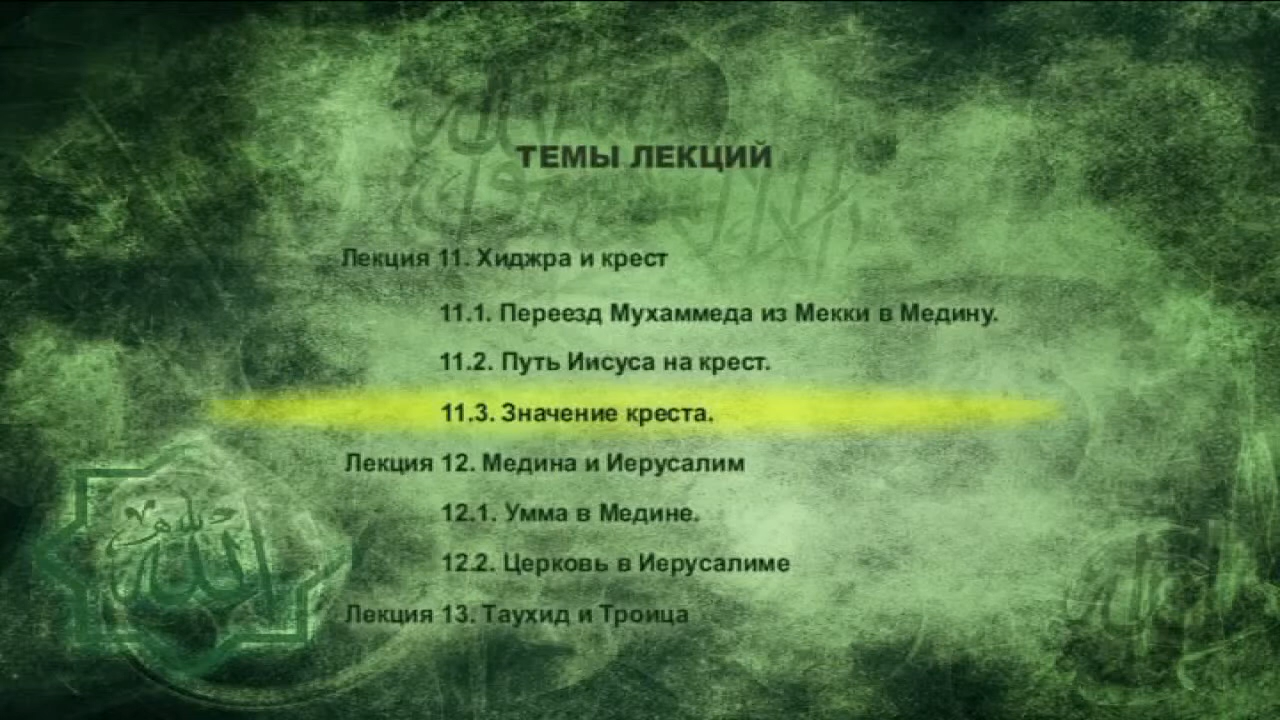 ТЕМЫ ЛЕКЦИЙ
Лекция 11. Хиджра и крест
11.1. Переезд Мухаммеда из Мекки в Медину.
11.2. Путь Иисуса на крест.
11.3. Значение креста.
Лекция 12. Медина и Иерусалим
12.1. Умма в Медине.
12.2. Церковь в Иерусалиме
Лекция 13. Таухид и Троица
الله